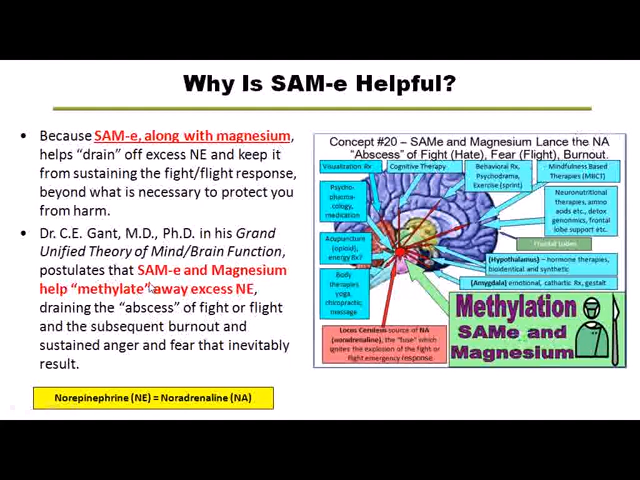 Why Is SAM-e Helpful?
Because SAM-e, along with magnesium,
helps “drain” off excess NE and keep it
from sustaining the fight/flight response,
beyond what is necessary to protect you
from harm.
Dr. C.E. Gant, M.D., Ph.D. in his Grand
Unified Theory of Mind/Brain Function,
postulates that SAM-e and Magnesium
help “methylate” away excess NE,
draining the “abscess” of fight or flight
and the subsequent burnout and
sustained anger and fear that inevitably
result.
Norepinephrine (NE) = Noradrenaline (NA)
Concept #20 – SAMe and Magnesium Lance the NA
“Abscess” of Fight (Hate), Fear (Flight), Burnout.
Visualization Rx
Cognitive Therapy
Behavioral Rx,
Psychodrama,
Exercise (sprint)
Mindfulness Based
Therapies (MBCT)
Psycho-
pharma-
cology,
medication
Neuronutritional
therapies, amino
acids etc., detox
genomics, frontal
lobe support etc.
Acupuncture
(opioid),
energy Rx?
(Hypothalamus) – hormone therapies,
bioidentical and synthetic
(Amygdala) emotional, cathartic Rx, gestalt
Body
therapies,
yoga,
chiropractic,
massage
Locus Ceruleus source of NA
(noradrenaline), the “fuse” which
ignites the explosion of the fight or
flight emergency response
Methylation
SAMe and
Magnesium